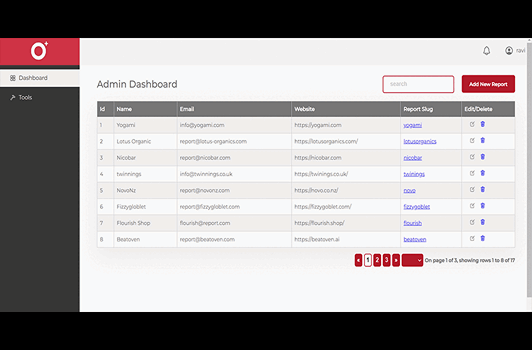 O+
ravi
Dashboard
Tools
Admin Dashboard
search
Add New Report
Id Name Email Website Report Slug Edit/Delete
1 Yogami info@yogami.com https://yogami.com yogami
2 Lotus Organic report@lotus-organics.com https://lotusorganics.com/ lotusorganics
3 Nicobar report@nicobar.com https://nicobar.com nicobar
4 twinnings info@twinnings.co.uk https://twinings.co.uk/ twinings
5 NovoNz report@novonz.com https://novo.co.nz/ novo
6 Fizzygloblet report@fizzygloblet.com https://fizzygloblet.com/ fizzygoblet
7 Flourish Shop flourish@report.com https://flourish.shop/ flourish
8 Beatoven report@beatoven.com https://beatoven.ai beatoven
« 1 2 3 » On page 1 of 3, showing rows 1 to 8 of 17